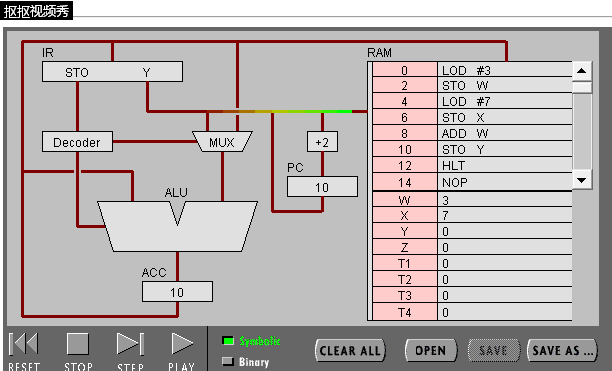 抠抠视频秀
IR
RAM
STO Y
0 LOD #3
2 STO W
4 LOD #7
6 STO X
8 ADD W
10 STO Y
12 HLT
14 NOP
Decoder
MUX
+2
PC
10
ALU
W 3
X 7
Y 0
Z 0
T1 0
T2 0
T3 0
T4 0
ACC
10
RESET STOP STEP PLAY
Symbolic
Binary
CLEAR ALL OPEN SAVE SAVE AS ...